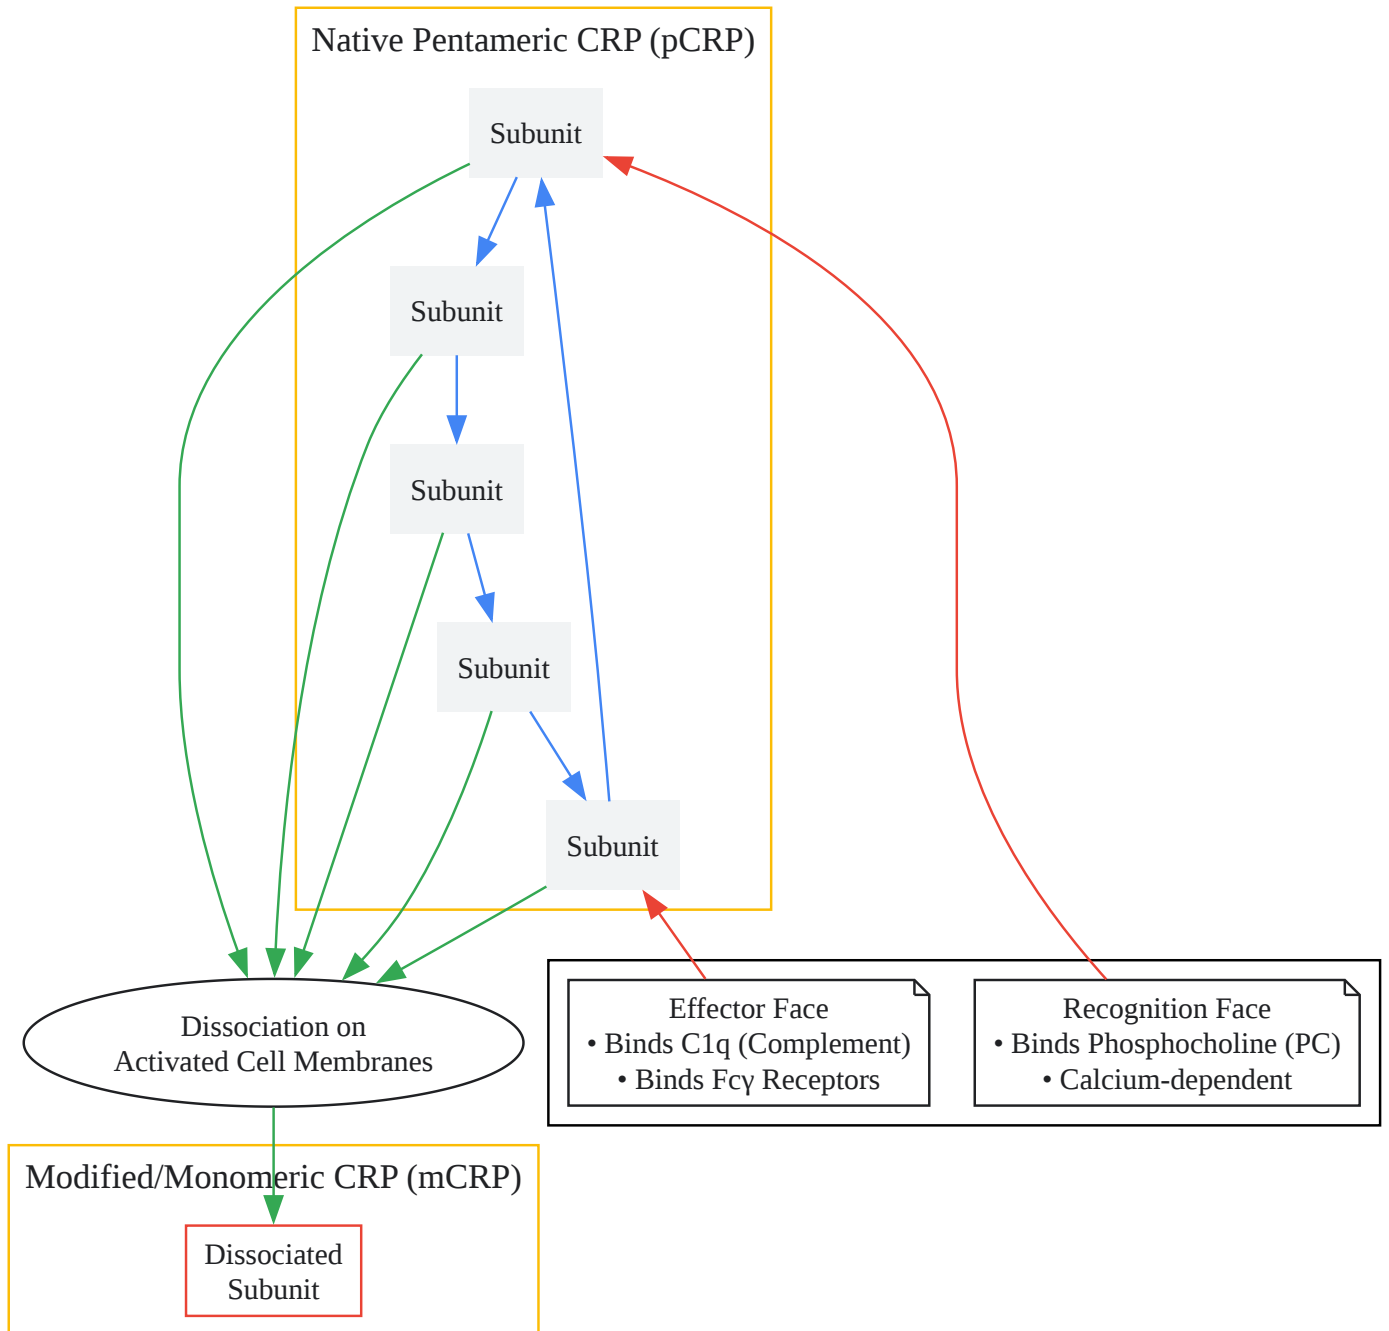 Native Pentameric CRP (pCRP)
Subunit
Subunit
Subunit
Subunit
Subunit
Dissociation on
Activated Cell Membranes
Effector Face
• Binds C1q (Complement)
• Binds Fcγ Receptors
Recognition Face
• Binds Phosphocholine (PC)
• Calcium-dependent
Modified/Monomeric CRP (mCRP)
Dissociated
Subunit